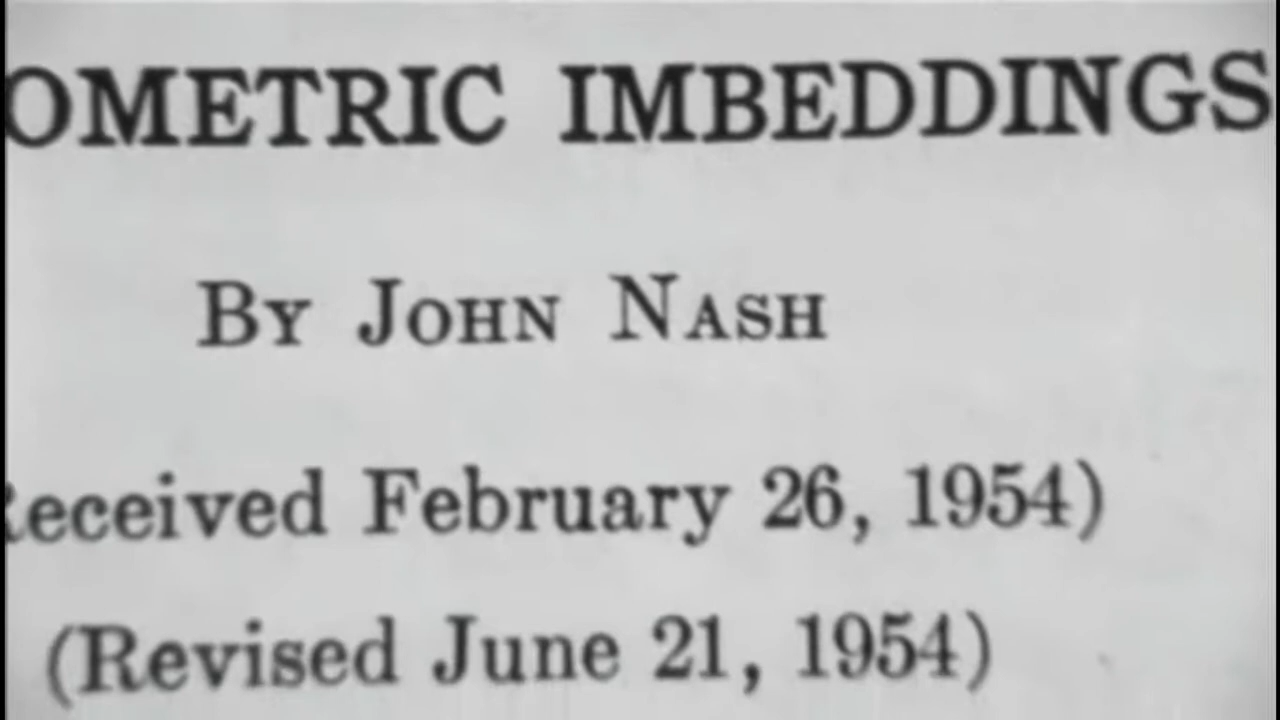 OMETRIC IMBEDDINGS
BY JOHN NASH
eceived February 26, 1954)
(Revised June 21, 1954)